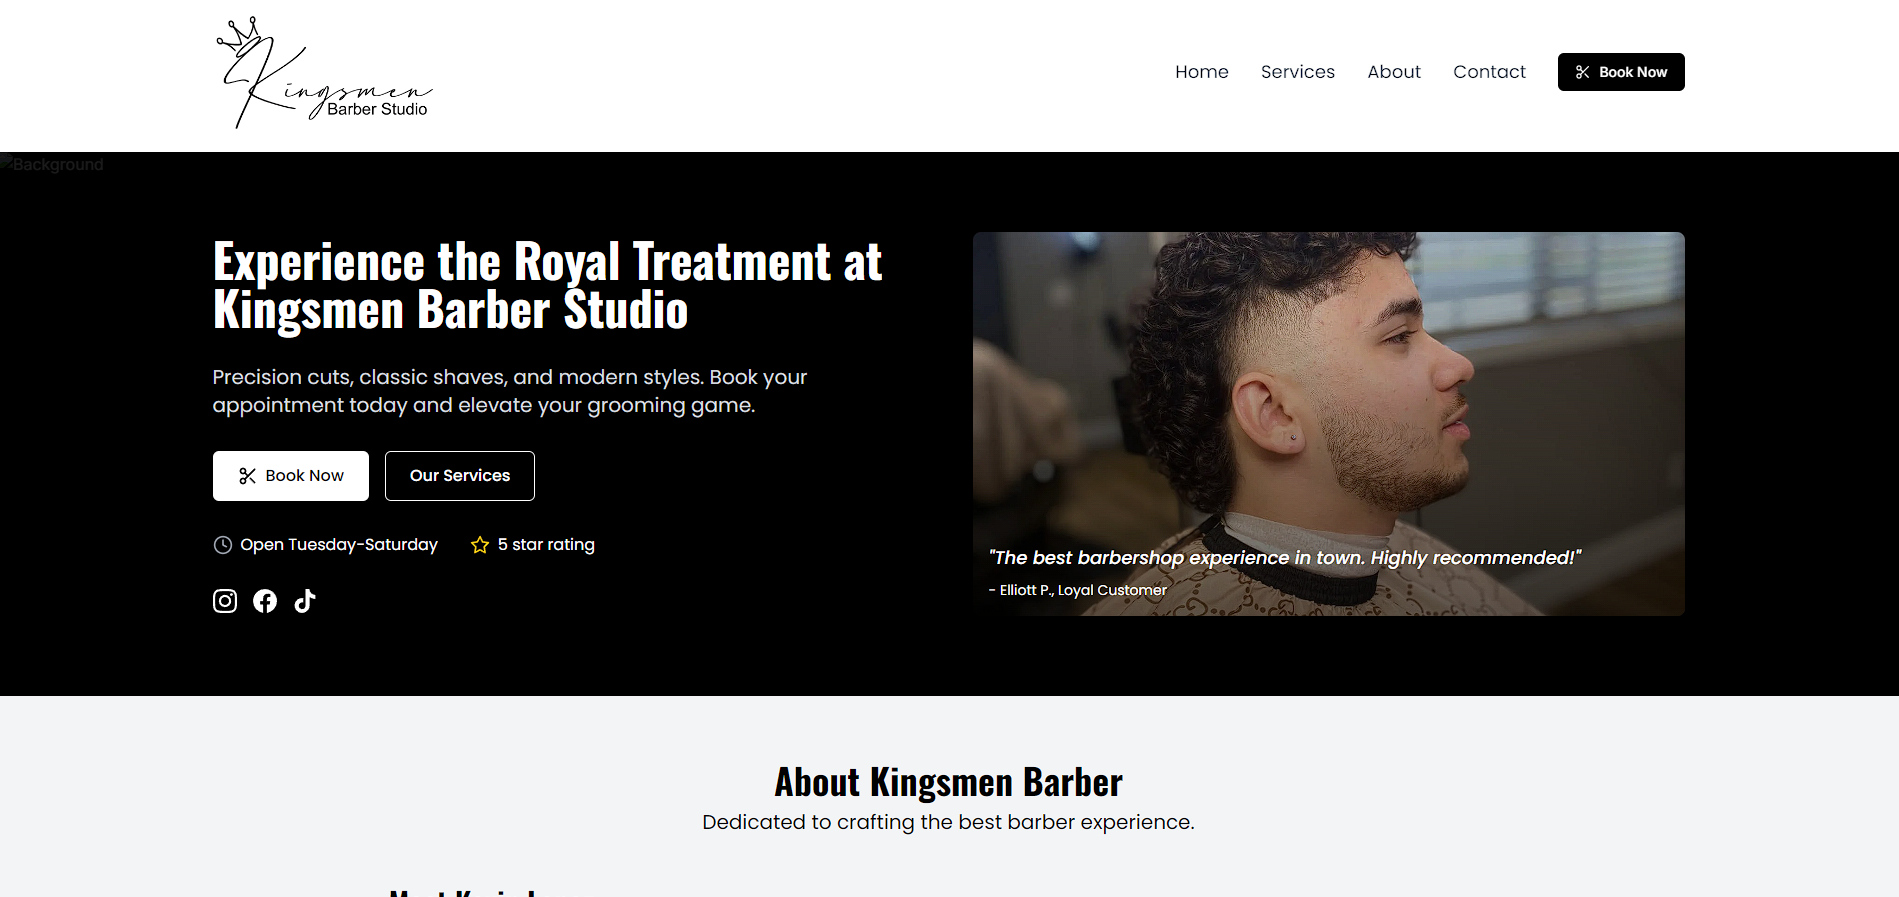 Kingsmen
Barber Studio
Home Services About Contact Book Now
Background
Experience the Royal Treatment at
Kingsmen Barber Studio
Precision cuts, classic shaves, and modern styles. Book your
appointment today and elevate your grooming game.
Book Now Our Services
Open Tuesday-Saturday 5 star rating
"The best barbershop experience in town. Highly recommended!"
- Elliott P., Loyal Customer
About Kingsmen Barber
Dedicated to crafting the best barber experience.